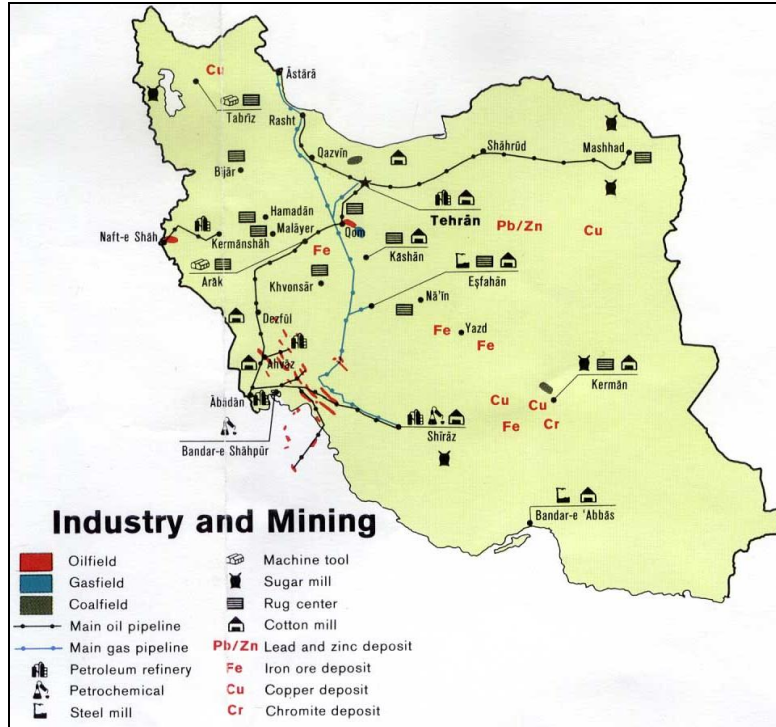 Cu
Āstārā
Tabrīz
Rasht
Qazvīn
Shāhrūd
Mashhad
Bījār
Hamadān
Tehrān
Pb/Zn
Cu
Naft-e Shāh
Kermānshāh
Malāyer
Qom
Fe
Kāshān
Arāk
Khvonsār
Eşfahān
Nā'īn
Dezfūl
Fe
Yazd
Fe
Ahvāz
Kermān
Ābādān
Cu
Cu
Fe
Cr
Shīrāz
Bandar-e Shāhpūr
Bandar-e 'Abbās
Industry and Mining
Oilfield
Gasfield
Coalfield
Main oil pipeline
Main gas pipeline
Petroleum refinery
Petrochemical
Steel mill
Machine tool
Sugar mill
Rug center
Cotton mill
Pb/Zn Lead and zinc deposit
Fe Iron ore deposit
Cu Copper deposit
Cr Chromite deposit